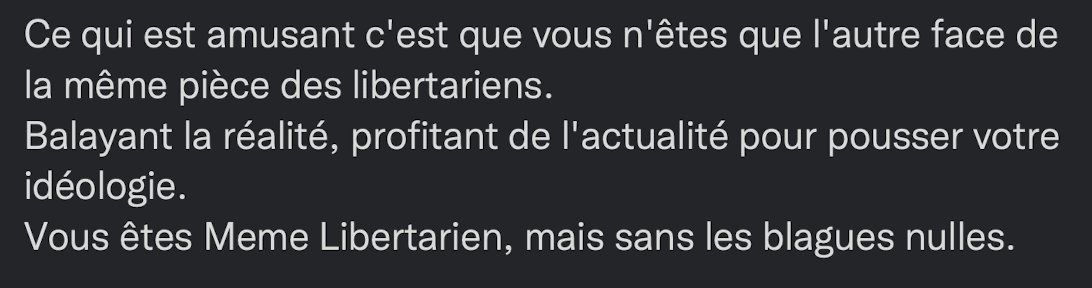 Ce qui est amusant c'est que vous n'êtes que l'autre face de
la même pièce des libertariens.
Balayant la réalité, profitant de l'actualité pour pousser votre
idéologie.
Vous êtes Meme Libertarien, mais sans les blagues nulles.